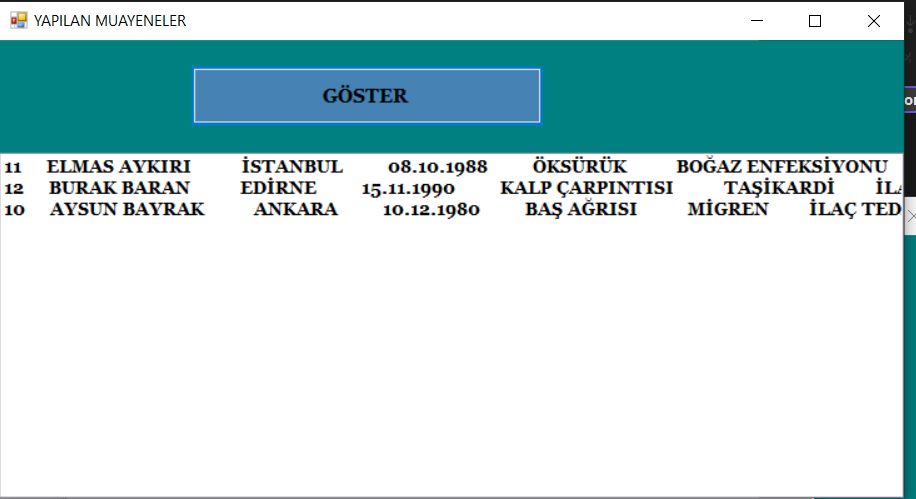 YAPILAN MUAYENELER
GÖSTER
11 ELMAS AYKIRI İSTANBUL 08.10.1988 ÖKSÜRÜK BOĞAZ ENFEKSİYONU
12 BURAK BARAN EDİRNE 15.11.1990 KALP ÇARPINTISI TAŞİKARDİ
10 AYSUN BAYRAK ANKARA 10.12.1980 BAŞ AĞRISI MİGREN İLAÇ TED